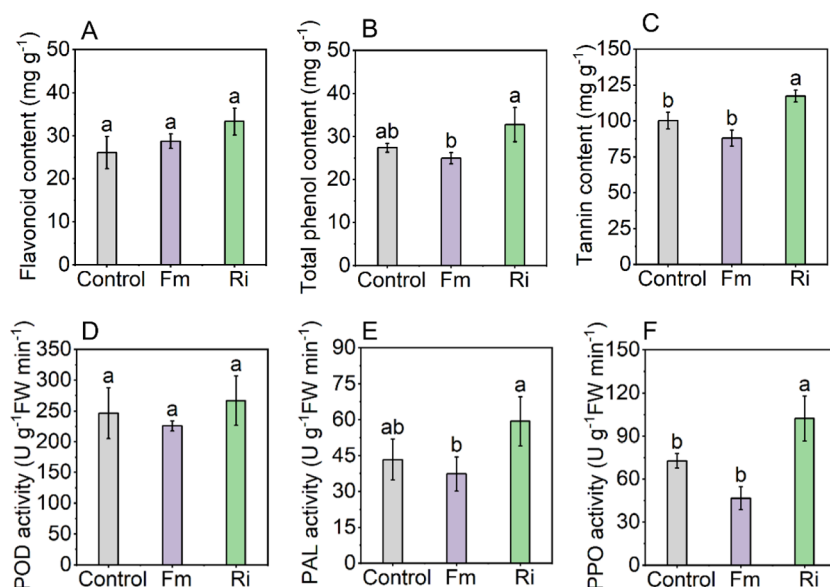 A
Flavonoid content (mg g⁻¹)
60
50
40
30
20
10
0
a
a
a
Control Fm Ri
B
Total phenol content (mg g⁻¹)
50
40
30
20
10
0
ab
b
a
Control Fm Ri
C
Tannin content (mg g⁻¹)
150
125
100
75
50
25
0
b
b
a
Control Fm Ri
D
POD activity (U g⁻¹FW min⁻¹)
350
300
250
200
150
100
50
0
a
a
a
Control Fm Ri
E
PAL activity (U g⁻¹FW min⁻¹)
90
75
60
45
30
15
0
ab
b
a
Control Fm Ri
F
PPO activity (U g⁻¹FW min⁻¹)
150
120
90
60
30
0
b
b
a
Control Fm Ri